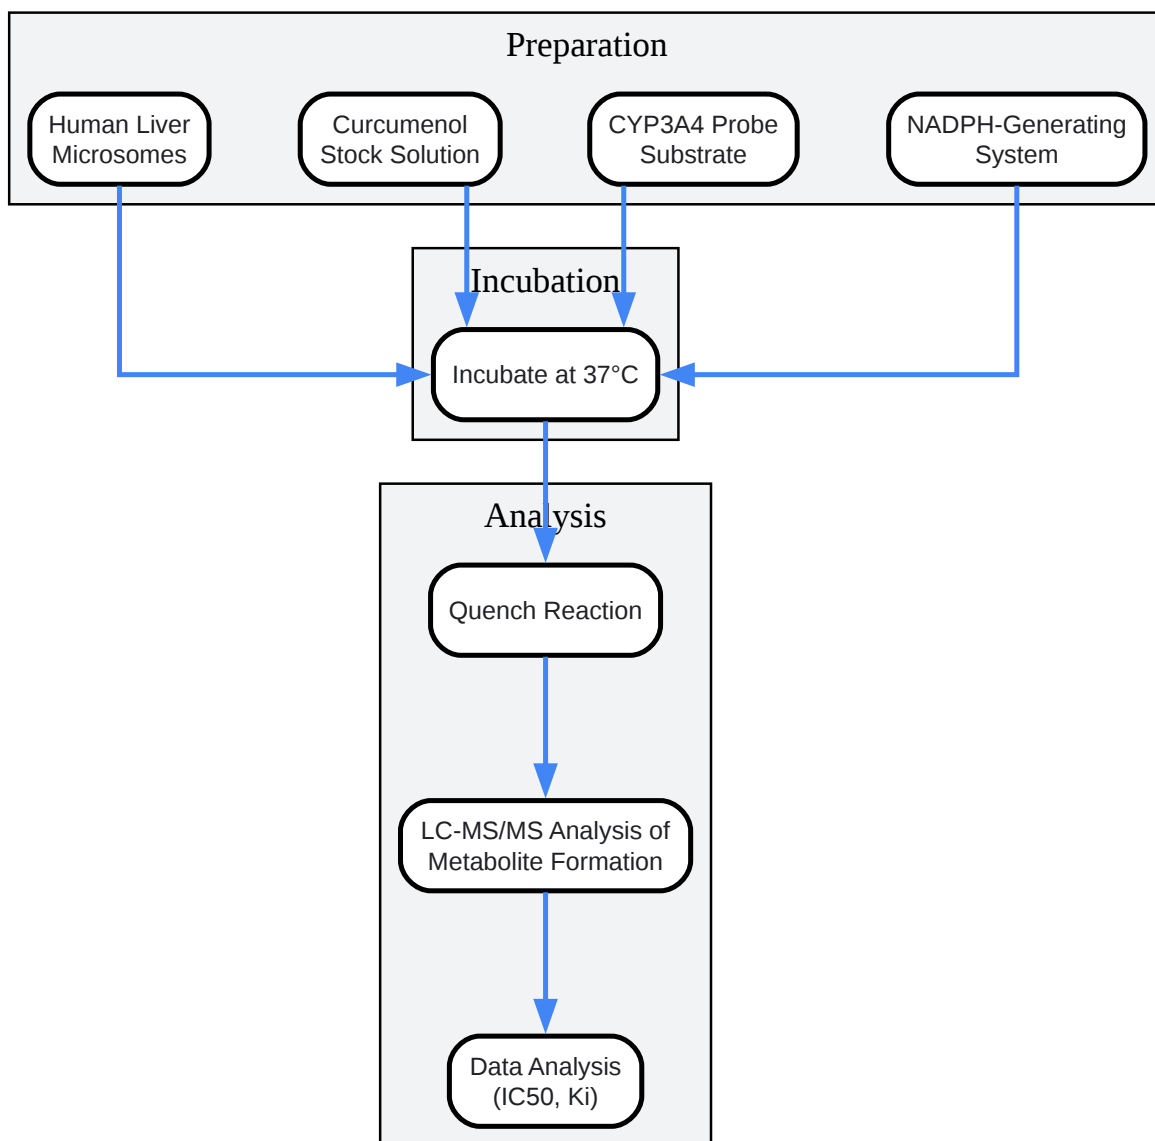 Preparation
Human Liver
Microsomes
Curcumenol
Stock Solution
CYP3A4 Probe
Substrate
NADPH-Generating
System
Incubation
Incubate at 37°C
Analysis
Quench Reaction
LC-MS/MS Analysis of
Metabolite Formation
Data Analysis
(IC50, Ki)